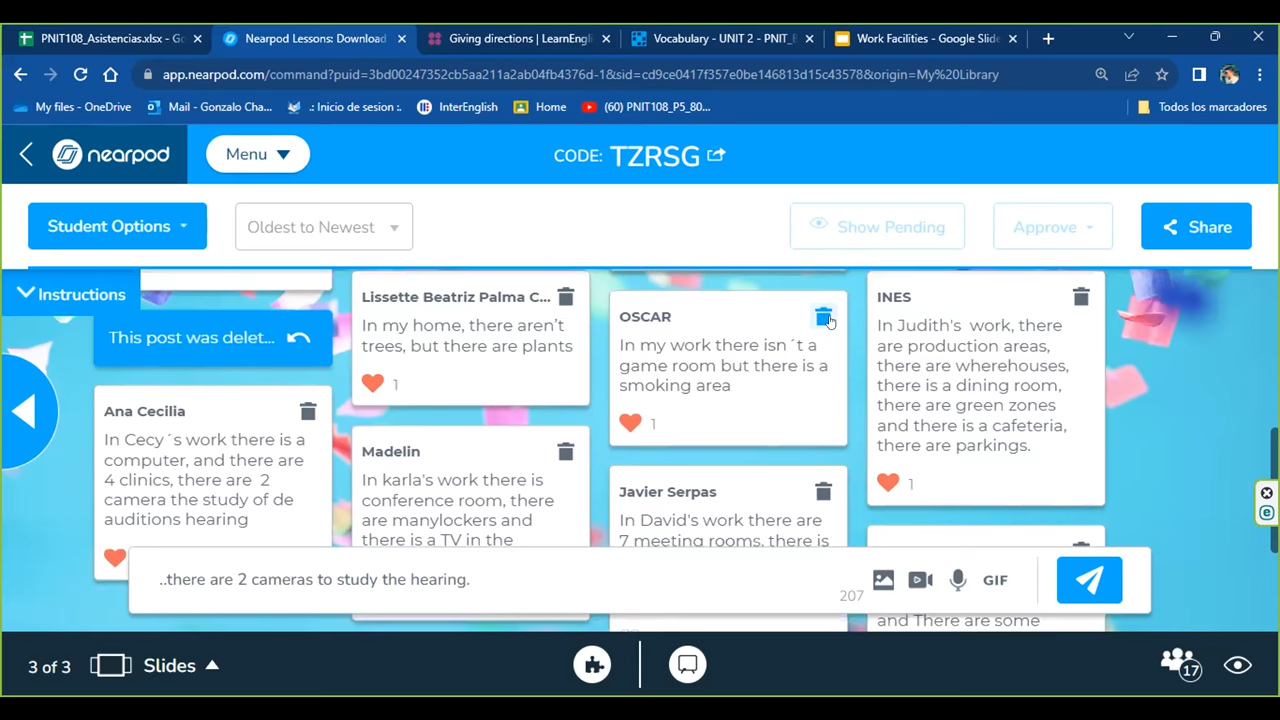 PNIT108_Asistencias.xlsx - Go
Nearpod Lessons: Download
Giving directions | LearnEngli
Vocabulary - UNIT 2 - PNIT_
Work Facilities - Google Slide
app.nearpod.com/command?puid=3bd00247352cb5aa211a2ab04fb4376d-1&sid=cd9ce0417f357e0be146813d15c43578&origin=My%20Library
My files - OneDrive
Mail - Gonzalo Cha...
.: Inicio de sesion :.
InterEnglish
Home
(60) PNIT108_P5_80...
Todos los marcadores
nearpod
Menu
CODE: TZRSG
Student Options
Oldest to Newest
Show Pending
Approve
Share
Instructions
This post was delet...
Ana Cecilia
In Cecy´s work there is a
computer, and there are
4 clinics, there are 2
camera the study of de
auditions hearing
Lissette Beatriz Palma C...
In my home, there aren’t
trees, but there are plants
1
Madelin
In karla's work there is
conference room, there
are manylockers and
there is a TV in the
OSCAR
In my work there isn´t a
game room but there is a
smoking area
1
Javier Serpas
In David's work there are
7 meeting rooms, there is
INES
In Judith's work, there
are production areas,
there are wherehouses,
there is a dining room,
there are green zones
and there is a cafeteria,
there are parkings.
1
and There are some
..there are 2 cameras to study the hearing.
207
GIF
3 of 3
Slides
17